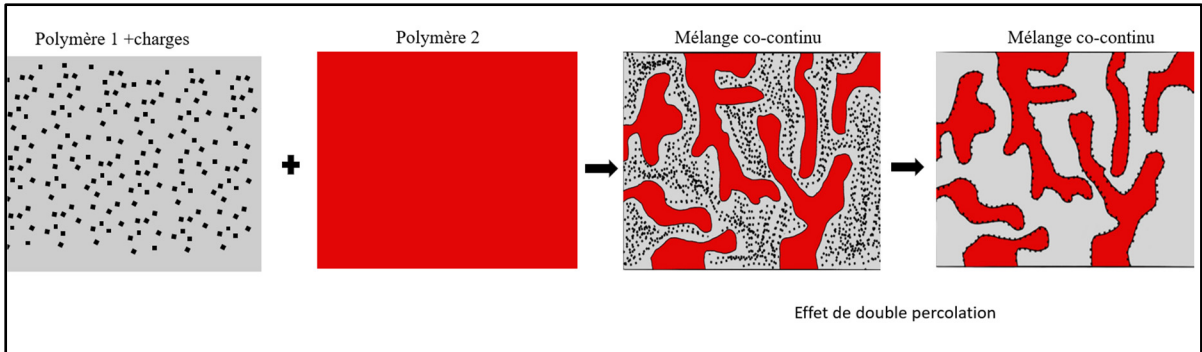 Polymère 1 +charges
Polymère 2
Mélange co-continu
Mélange co-continu
Effet de double percolation